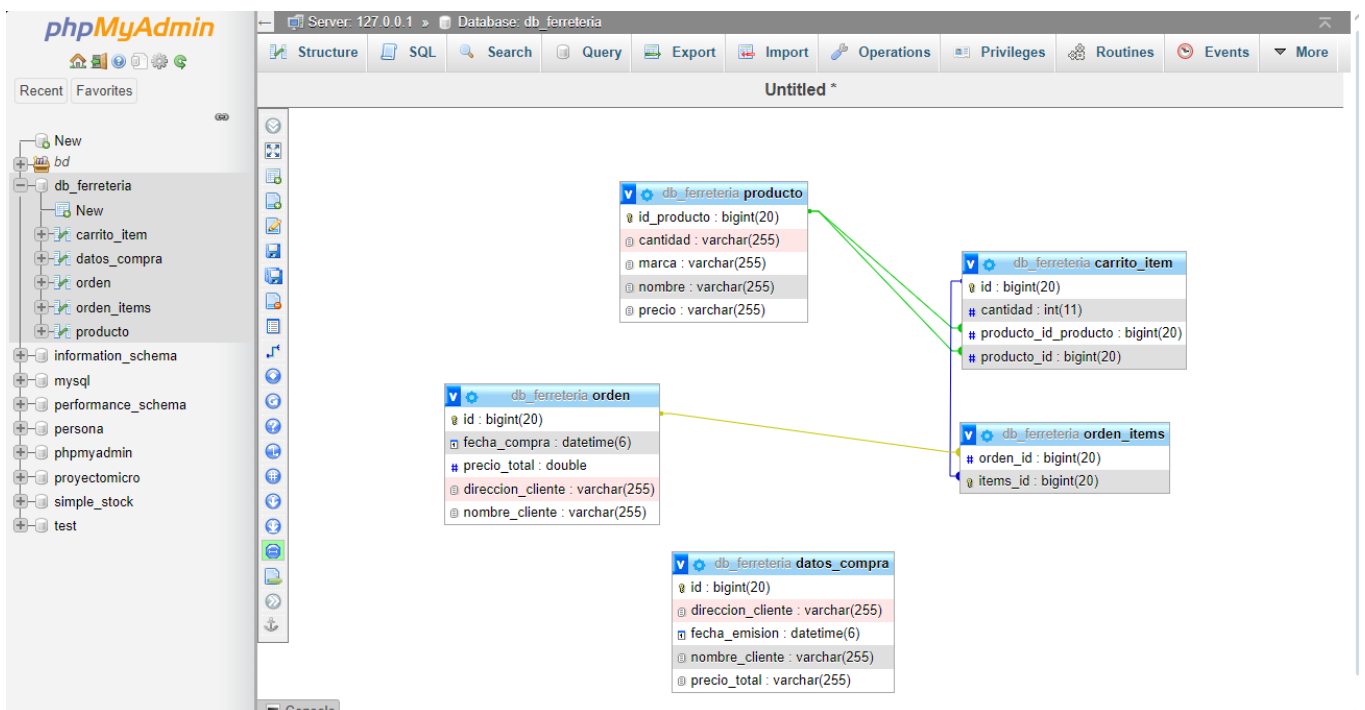 phpMyAdmin
Recent Favorites
New
bd
db_ferreteria
New
carrito_item
datos_compra
orden
orden_items
producto
information_schema
mysql
performance_schema
persona
phpmyadmin
proyectomicro
simple_stock
test
Server: 127.0.0.1 » Database: db_ferreteria
Structure SQL Search Query Export Import Operations Privileges Routines Events More
Untitled *
db_ferreteria producto
id_producto : bigint(20)
cantidad : varchar(255)
marca : varchar(255)
nombre : varchar(255)
precio : varchar(255)
db_ferreteria carrito_item
id : bigint(20)
# cantidad : int(11)
# producto_id_producto : bigint(20)
# producto_id : bigint(20)
db_ferreteria orden
id : bigint(20)
fecha_compra : datetime(6)
# precio_total : double
direccion_cliente : varchar(255)
nombre_cliente : varchar(255)
db_ferreteria orden_items
# orden_id : bigint(20)
items_id : bigint(20)
db_ferreteria datos_compra
id : bigint(20)
direccion_cliente : varchar(255)
fecha_emision : datetime(6)
nombre_cliente : varchar(255)
precio_total : varchar(255)
Console